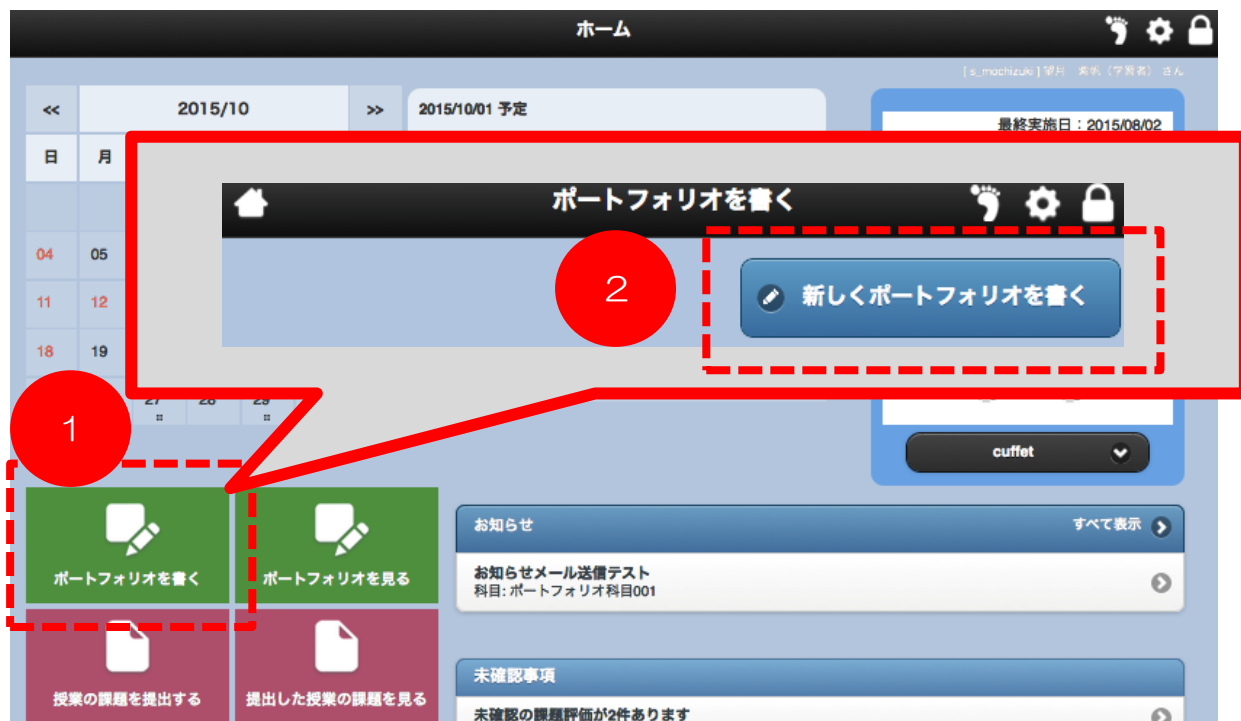 ホーム
[ s_mochizuki ] 望月
（学習者） さん
<< 2015/10 >>
2015/10/01 予定
最終実施日：2015/08/02
日 月
ポートフォリオを書く
04 05
2
新しくポートフォリオを書く
11 12
18 19
27 28 29
1
cuffet
ポートフォリオを書く
ポートフォリオを見る
お知らせ
すべて表示
お知らせメール送信テスト
科目: ポートフォリオ科目001
授業の課題を提出する
提出した授業の課題を見る
未確認事項
未確認の課題評価が2件あります